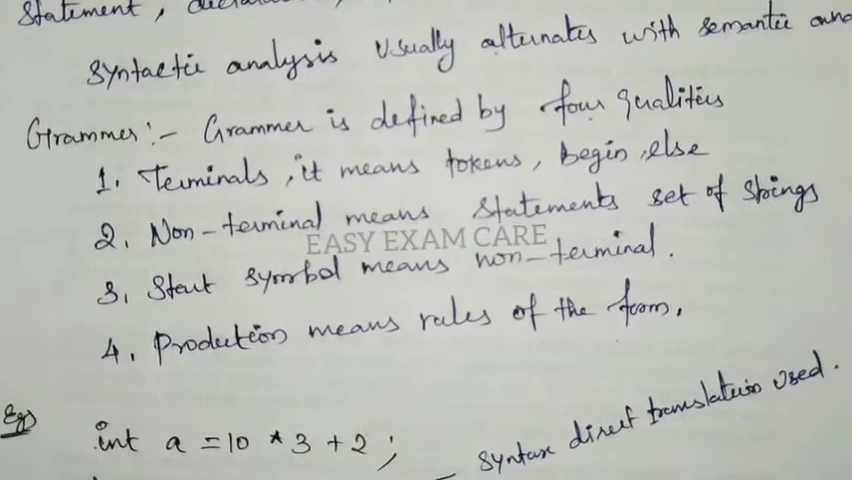 Statement,
Syntactic analysis usually alternates with semantic
Grammer:- Grammer is defined by four qualities
1. Terminals, it means tokens, begin, else
2. Non-terminal means statements set of strings
EASY EXAM CARE
3. Start symbol means non-terminal.
4. Production means rules of the form.
Eg)
int a = 10 * 3 + 2 ;
- syntax direct translation used.